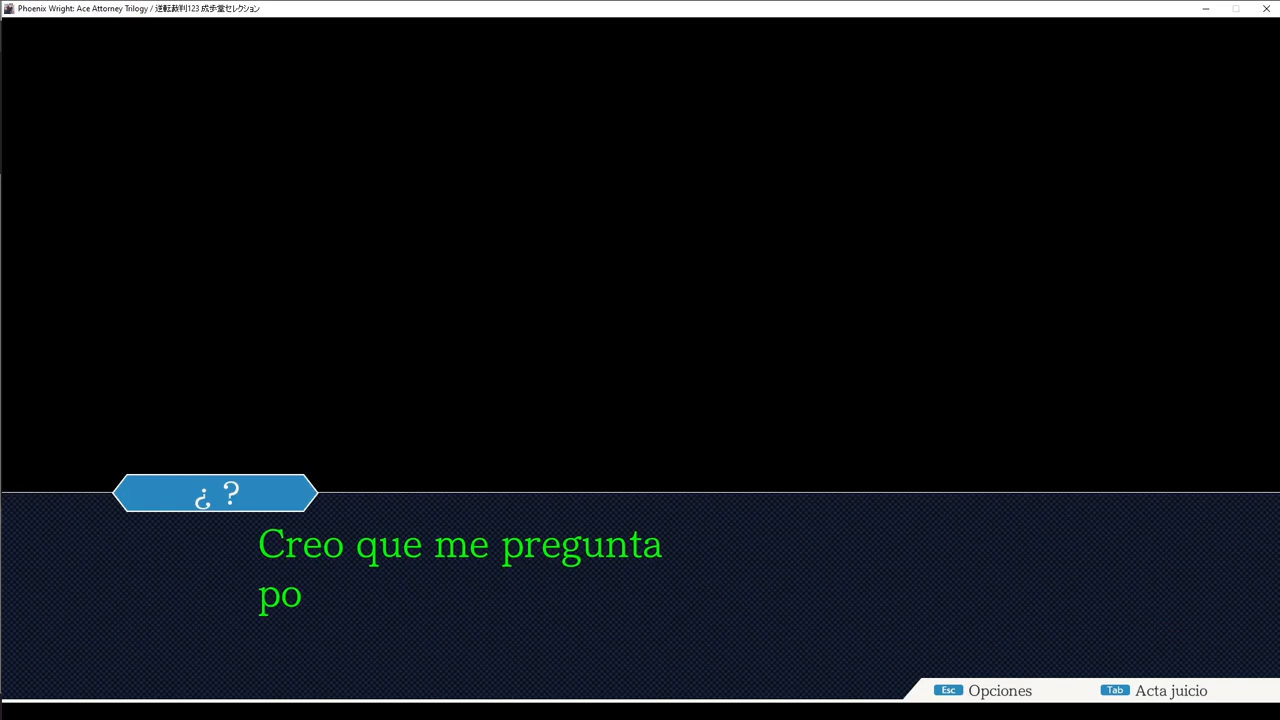 Phoenix Wright: Ace Attorney Trilogy / 逆転裁判123 成歩堂セレクション
¿ ?
Creo que me pregunta
po
Esc Opciones Tab Acta juicio